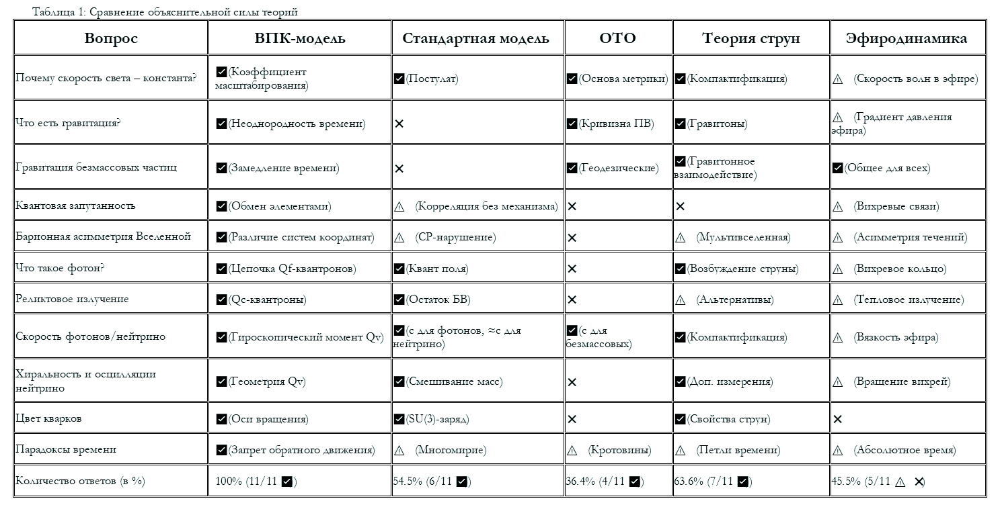 Таблица 1: Сравнение объяснительной силы теорий
Вопрос ВПК-модель Стандартная модель ОТО Теория струн Эфиродинамика
Почему скорость света – константа? ✅(Коэффициент масштабирования) ✅(Постулат) ✅(Основа метрики) ✅(Компактификация) ⚠ (Скорость волн в эфире)
Что есть гравитация? ✅(Неоднородность времени) ✕ ✅(Кривизна ПВ) ✅(Гравитоны) ⚠ (Градиент давления эфира)
Гравитация безмассовых частиц ✅(Замедление времени) ✕ ✅(Геодезические) ✅(Гравитонное взаимодействие) ✅(Общее для всех)
Квантовая запутанность ✅(Обмен элементами) ⚠ (Корреляция без механизма) ✕ ✕ ⚠ (Вихревые связи)
Барионная асимметрия Вселенной ✅(Различие систем координат) ⚠ (CP-нарушение) ✕ ⚠ (Мультивселенная) ⚠ (Асимметрия течений)
Что такое фотон? ✅(Цепочка Qf-квантронов) ✅(Квант поля) ✕ ✅(Возбуждение струны) ⚠ (Вихревое кольцо)
Реликтовое излучение ✅(Qc-квантроны) ✅(Остаток БВ) ✕ ⚠ (Альтернативы) ⚠ (Тепловое излучение)
Скорость фотонов/нейтрино ✅(Гироскопический момент Qv) ✅(c для фотонов, ≈c для нейтрино) ✅(c для безмассовых) ✅(Компактификация) ⚠ (Вязкость эфира)
Хиральность и осцилляции нейтрино ✅(Геометрия Qv) ✅(Смешивание масс) ✕ ✅(Доп. измерения) ⚠ (Вращение вихрей)
Цвет кварков ✅(Оси вращения) ✅(SU(3)-заряд) ✕ ✅(Свойства струн) ✕
Парадоксы времени ✅(Запрет обратного движения) ⚠ (Многомирие) ⚠ (Кротовины) ⚠ (Петли времени) ⚠ (Абсолютное время)
Количество ответов (в %) 100% (11/11 ✅) 54.5% (6/11 ✅) 36.4% (4/11 ✅) 63.6% (7/11 ✅) 45.5% (5/11 ⚠ ✕)